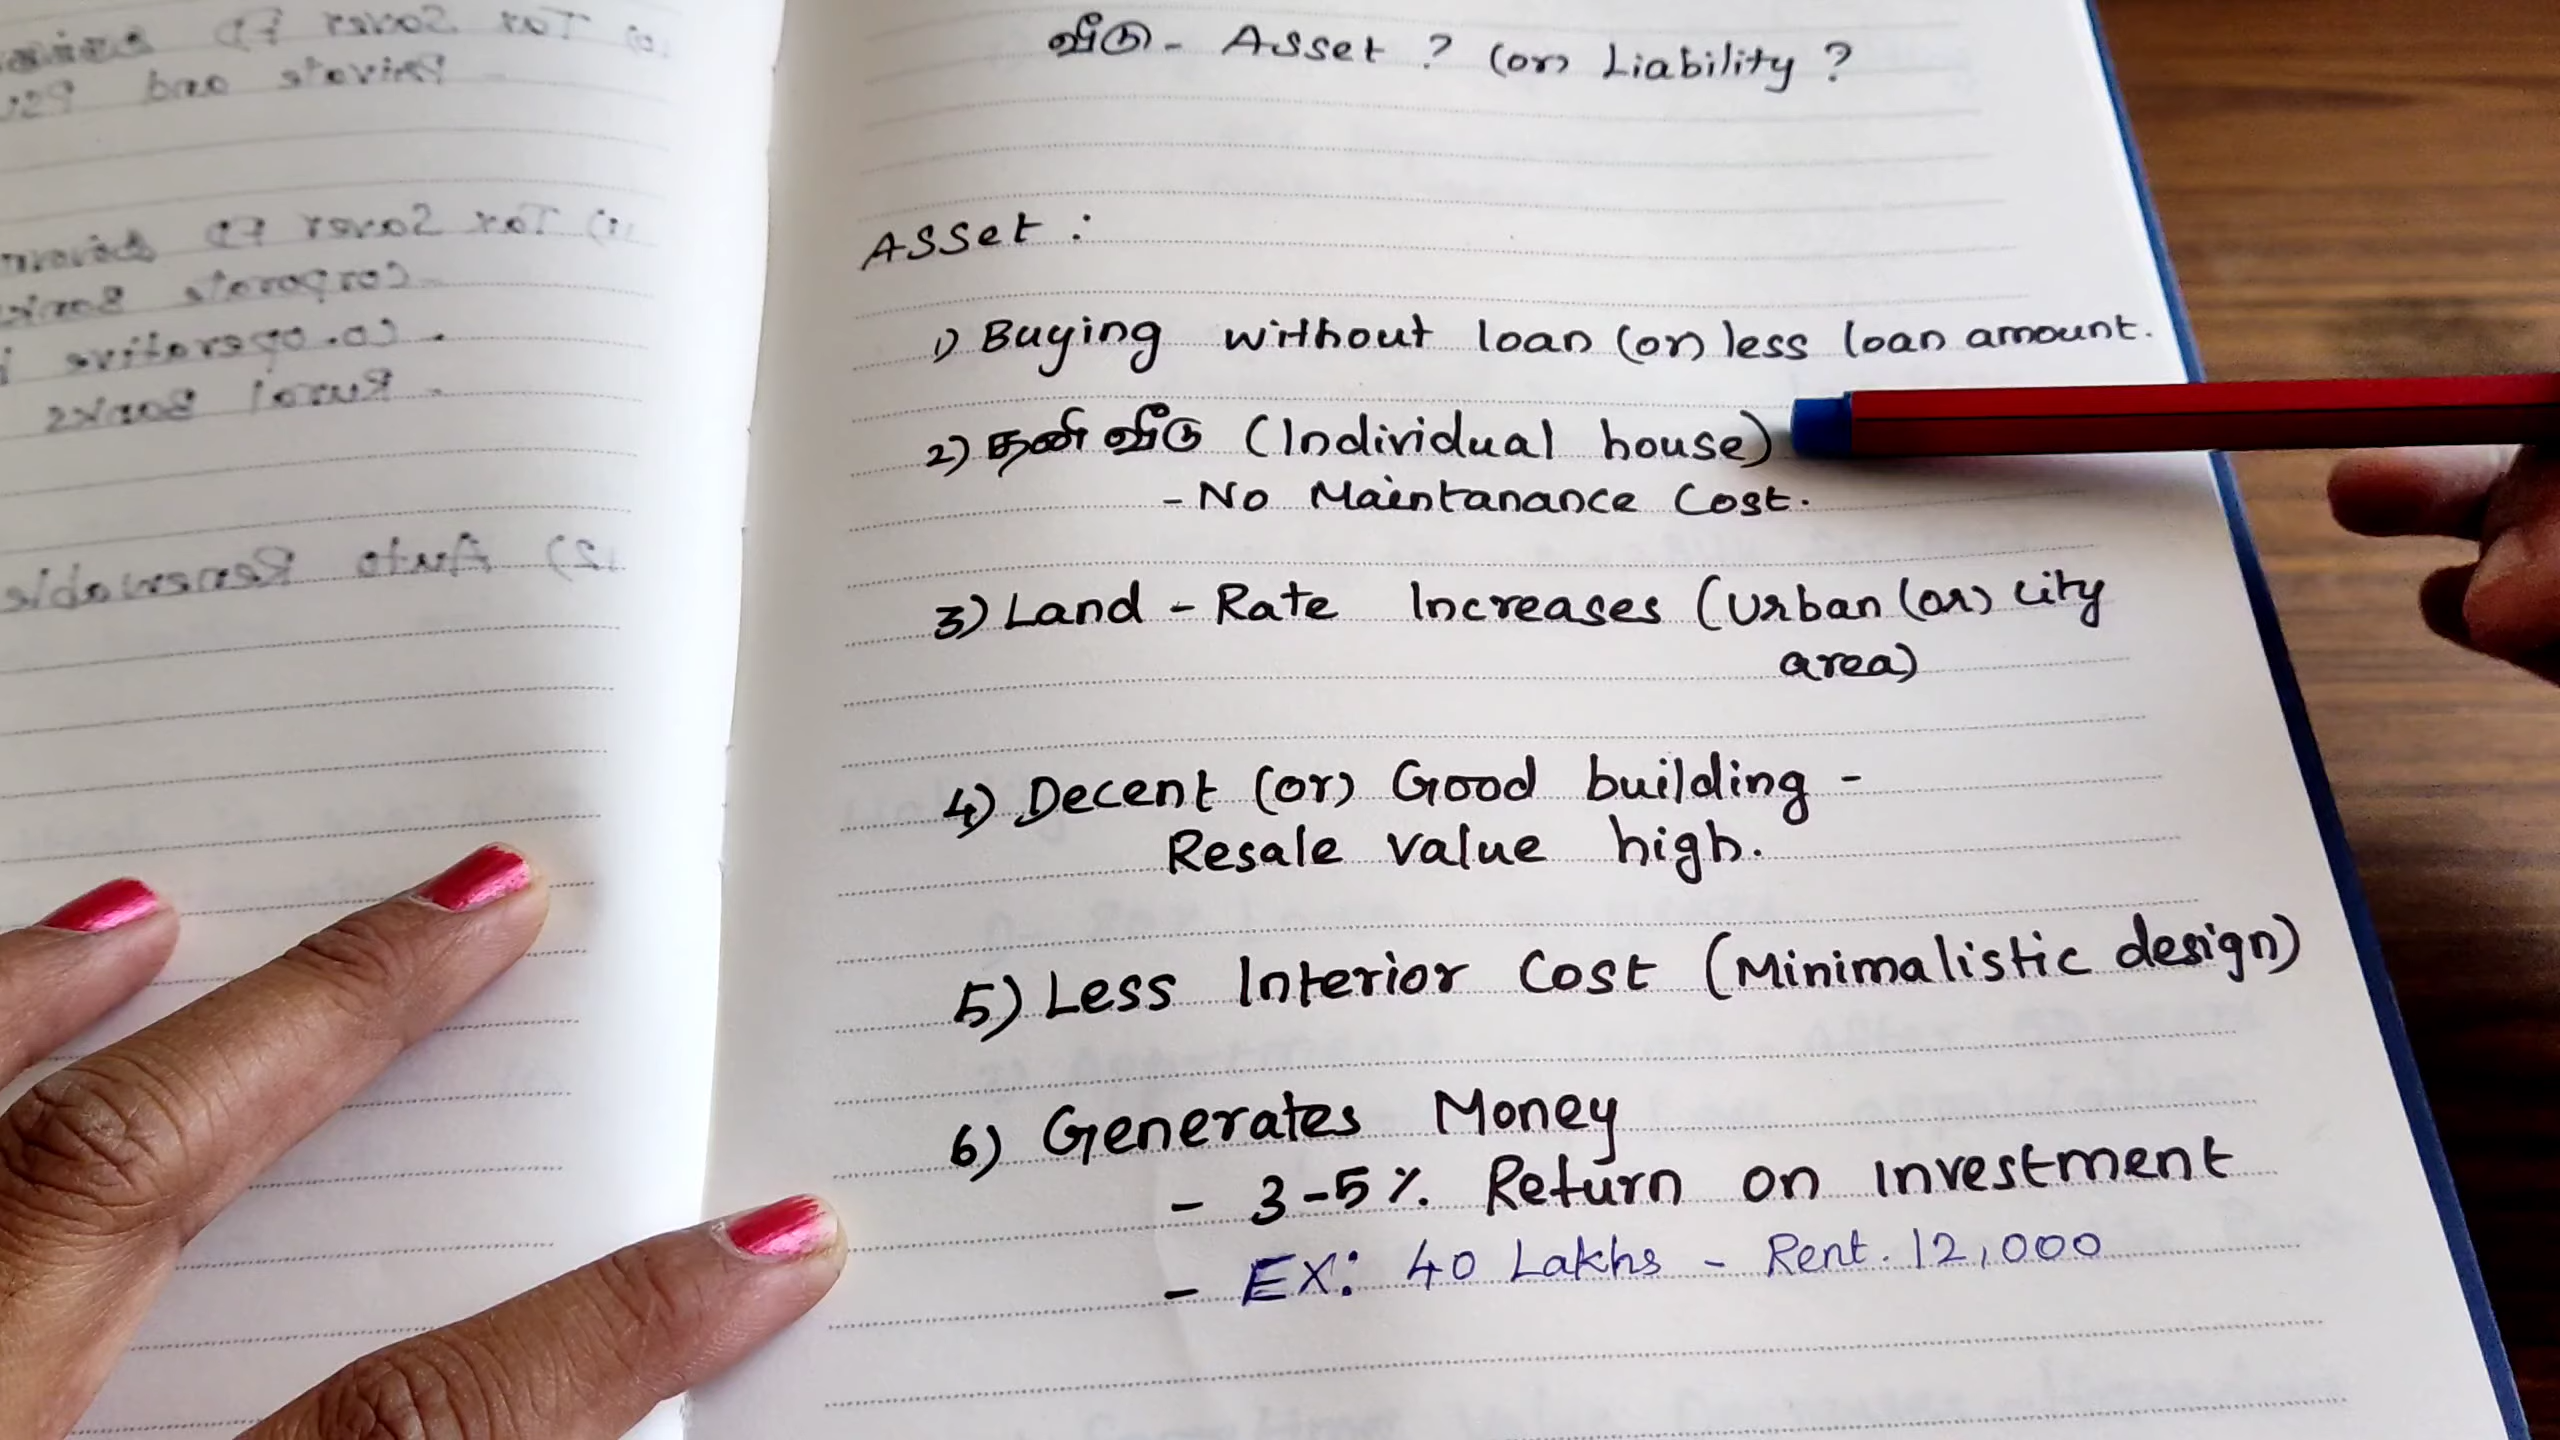 வீடு - Asset ? (or) Liability ?
Asset :
1) Buying without loan (or) less loan amount.
2) தனி வீடு (Individual house)
- No Maintanance Cost.
3) Land - Rate Increases (Urban (or) city
area)
4) Decent (or) Good building -
Resale value high.
5) Less Interior Cost (Minimalistic design)
6) Generates Money
- 3-5% Return on investment
- EX: 40 Lakhs - Rent. 12,000